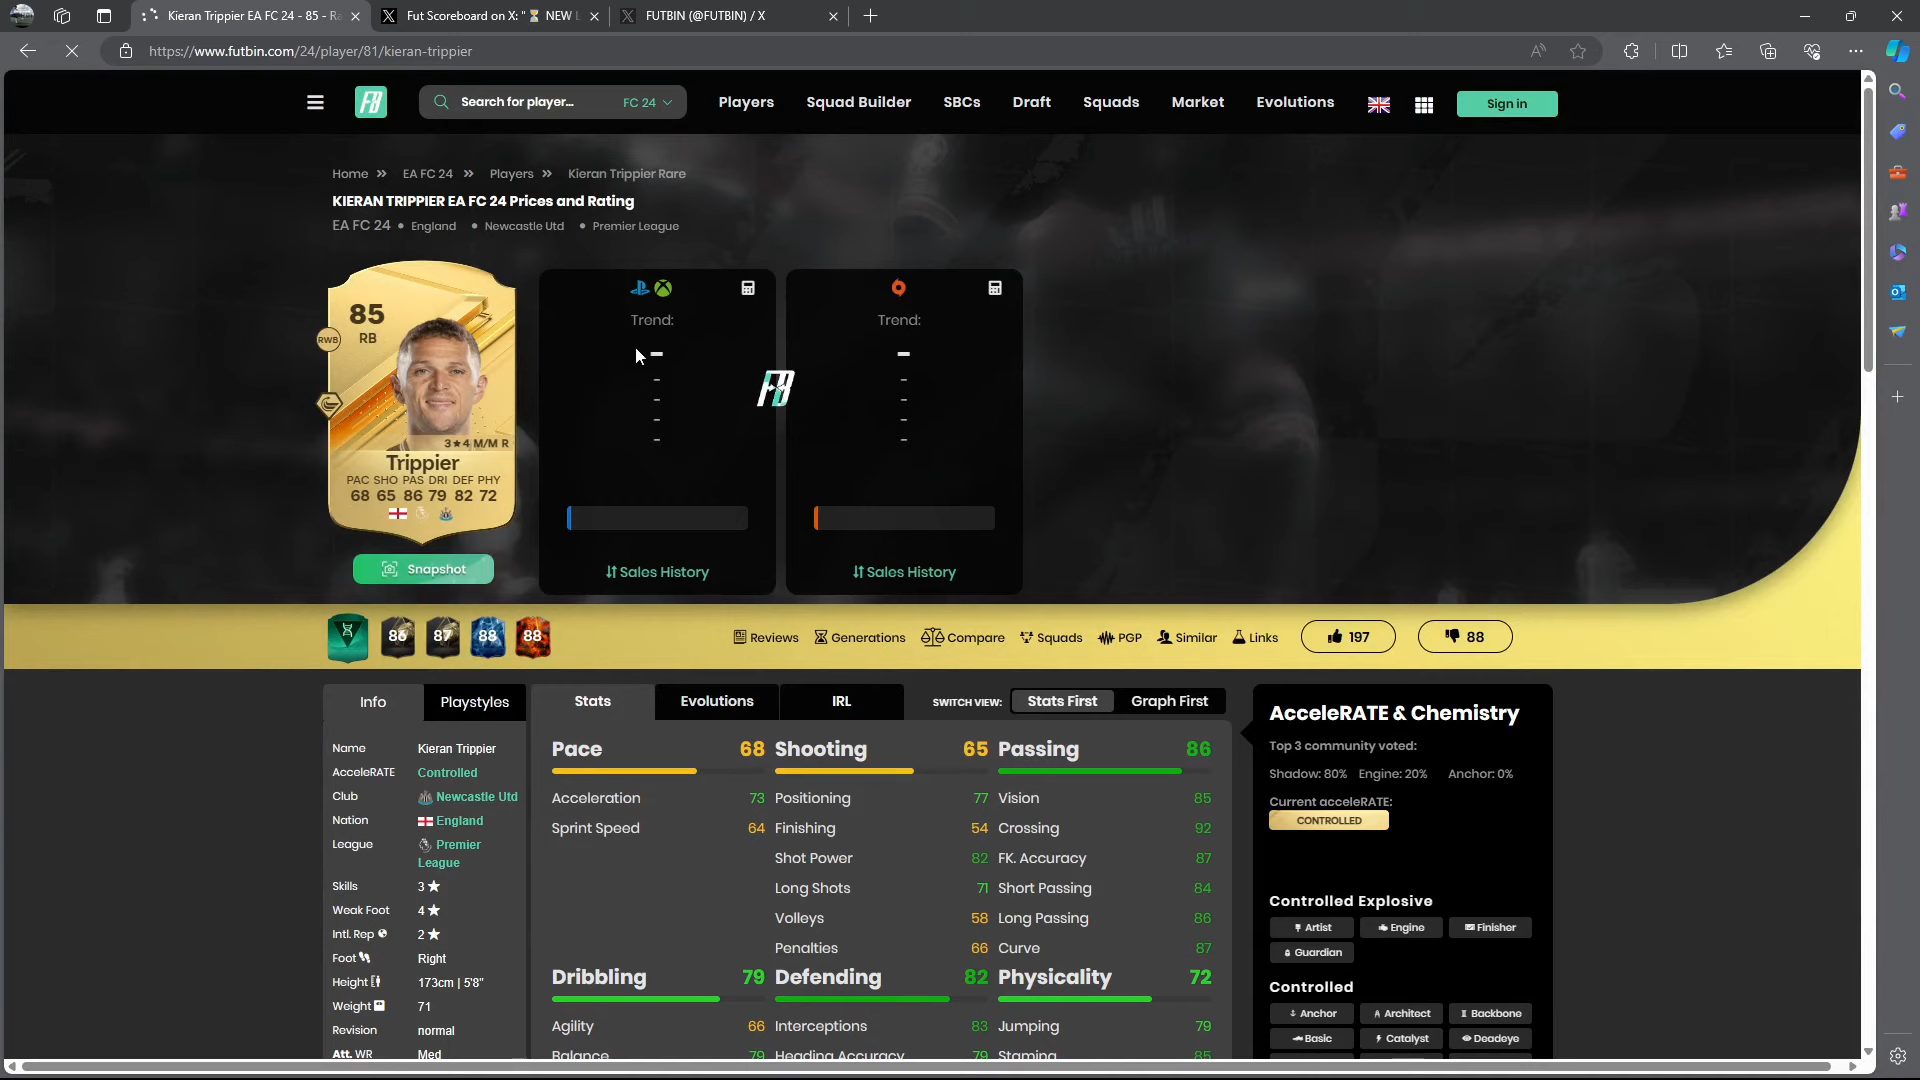 Kieran Trippier EA FC 24 - 85 - Ra
Fut Scoreboard on X: "⏳ NEW L
FUTBIN (@FUTBIN) / X
https://www.futbin.com/24/player/81/kieran-trippier
Search for player...
FC 24
Players
Squad Builder
SBCs
Draft
Squads
Market
Evolutions
Sign in
Home » EA FC 24 » Players » Kieran Trippier Rare
KIERAN TRIPPIER EA FC 24 Prices and Rating
EA FC 24 • England • Newcastle Utd • Premier League
85
RB
RWB
3★4 M/M R
Trippier
PAC SHO PAS DRI DEF PHY
68 65 86 79 82 72
Snapshot
Trend:
Sales History
Trend:
Sales History
86 87 88 88
Reviews
Generations
Compare
Squads
PGP
Similar
Links
197
88
Info
Playstyles
Name Kieran Trippier
AcceleRATE Controlled
Club Newcastle Utd
Nation England
League Premier
League
Skills 3★
Weak Foot 4★
Intl. Rep 2★
Foot Right
Height 173cm | 5'8"
Weight 71
Revision normal
Att. WR Med
Stats
Evolutions
IRL
SWITCH VIEW:
Stats First
Graph First
Pace 68 Shooting 65 Passing 86
Acceleration 73 Positioning 77 Vision 85
Sprint Speed 64 Finishing 54 Crossing 92
Shot Power 82 FK. Accuracy 87
Long Shots 71 Short Passing 84
Volleys 58 Long Passing 86
Penalties 66 Curve 87
Dribbling 79 Defending 82 Physicality 72
Agility 66 Interceptions 83 Jumping 79
Balance 79 Heading Accuracy 79 Stamina 85
AcceleRATE & Chemistry
Top 3 community voted:
Shadow: 80% Engine: 20% Anchor: 0%
Current acceleRATE:
CONTROLLED
Controlled Explosive
Artist Engine Finisher
Guardian
Controlled
Anchor Architect Backbone
Basic Catalyst Deadeye